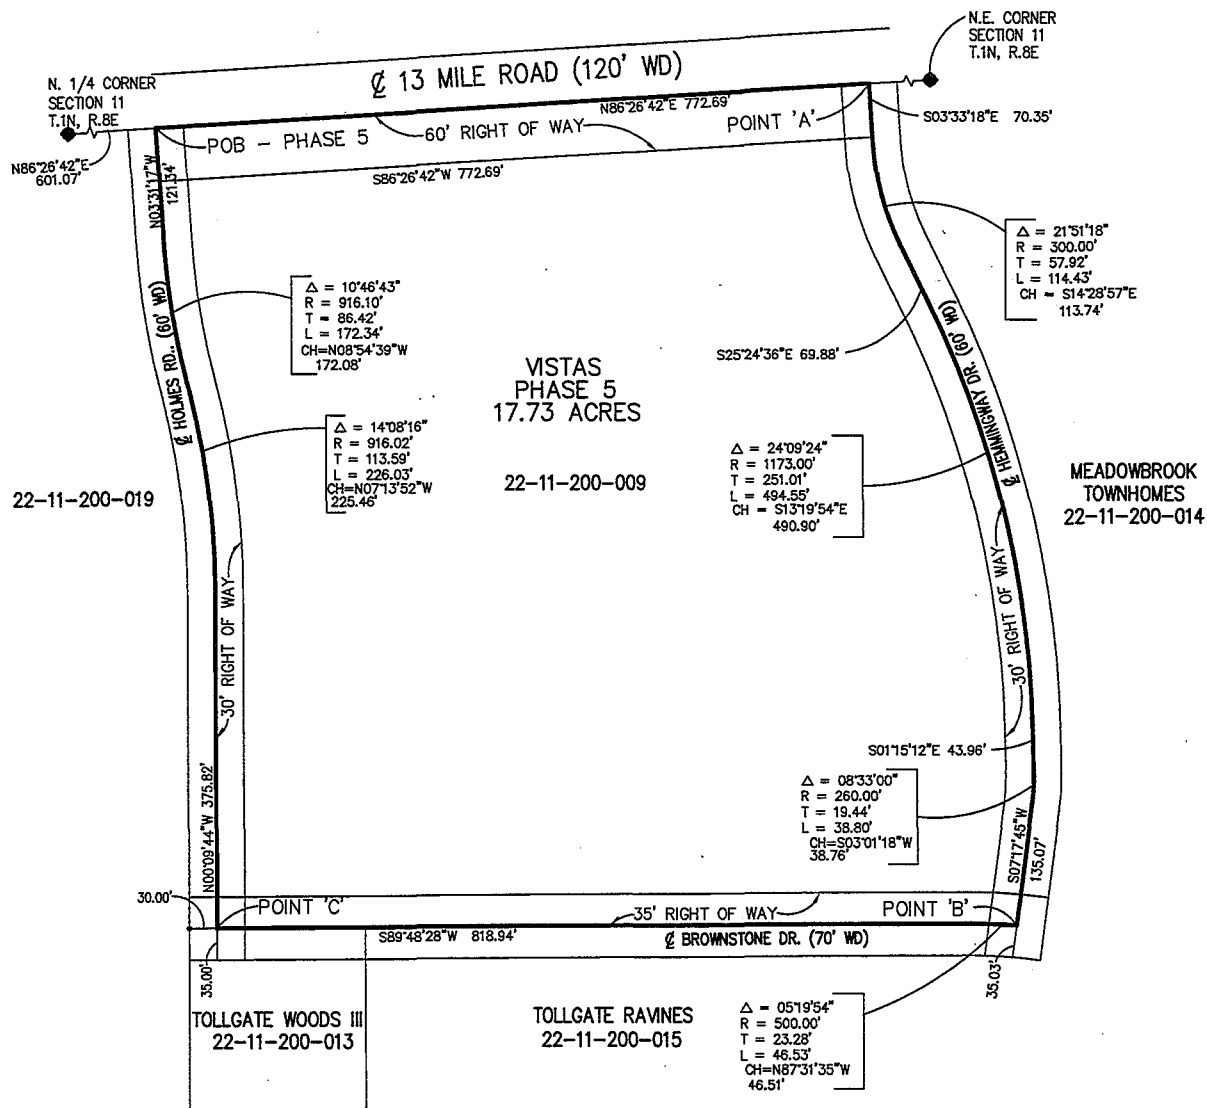 N.E. CORNER
SECTION 11
T.1N, R.8E
N. 1/4 CORNER
SECTION 11
T.1N, R.8E
℄ 13 MILE ROAD (120' WD)
N86°26'42"E 772.69'
POINT 'A'
S03°33'18"E 70.35'
POB - PHASE 5
60' RIGHT OF WAY
N86°26'42"E
601.07'
S86°26'42"W 772.69'
N03°31'17"W
121.34'
Δ = 21°51'18"
R = 300.00'
T = 57.92'
L = 114.43'
CH = S14°28'57"E
113.74'
Δ = 10°46'43"
R = 916.10'
T = 86.42'
L = 172.34'
CH=N08°54'39"W
172.08'
℄ HOLMES RD.. (60' WD)
S25°24'36"E 69.88'
℄ HEMMINGWAY DR. (60' WD)
VISTAS
PHASE 5
17.73 ACRES
Δ = 14°08'16"
R = 916.02'
T = 113.59'
L = 226.03'
CH=N07°13'52"W
225.46'
Δ = 24°09'24"
R = 1173.00'
T = 251.01'
L = 494.55'
CH = S13°19'54"E
490.90'
22-11-200-019
22-11-200-009
MEADOWBROOK
TOWNHOMES
22-11-200-014
30' RIGHT OF WAY
30' RIGHT OF WAY
S01°15'12"E 43.96'
Δ = 08°33'00"
R = 260.00'
T = 19.44'
L = 38.80'
CH=S03°01'18"W
38.76'
N00°09'44"W 375.82'
S07°17'45"W
135.07'
30.00'
POINT 'C'
35' RIGHT OF WAY
POINT 'B'
S89°48'28"W 818.94'
℄ BROWNSTONE DR. (70' WD)
35.00'
35.03'
TOLLGATE WOODS III
22-11-200-013
TOLLGATE RAVINES
22-11-200-015
Δ = 05°19'54"
R = 500.00'
T = 23.28'
L = 46.53'
CH=N87°31'35"W
46.51'